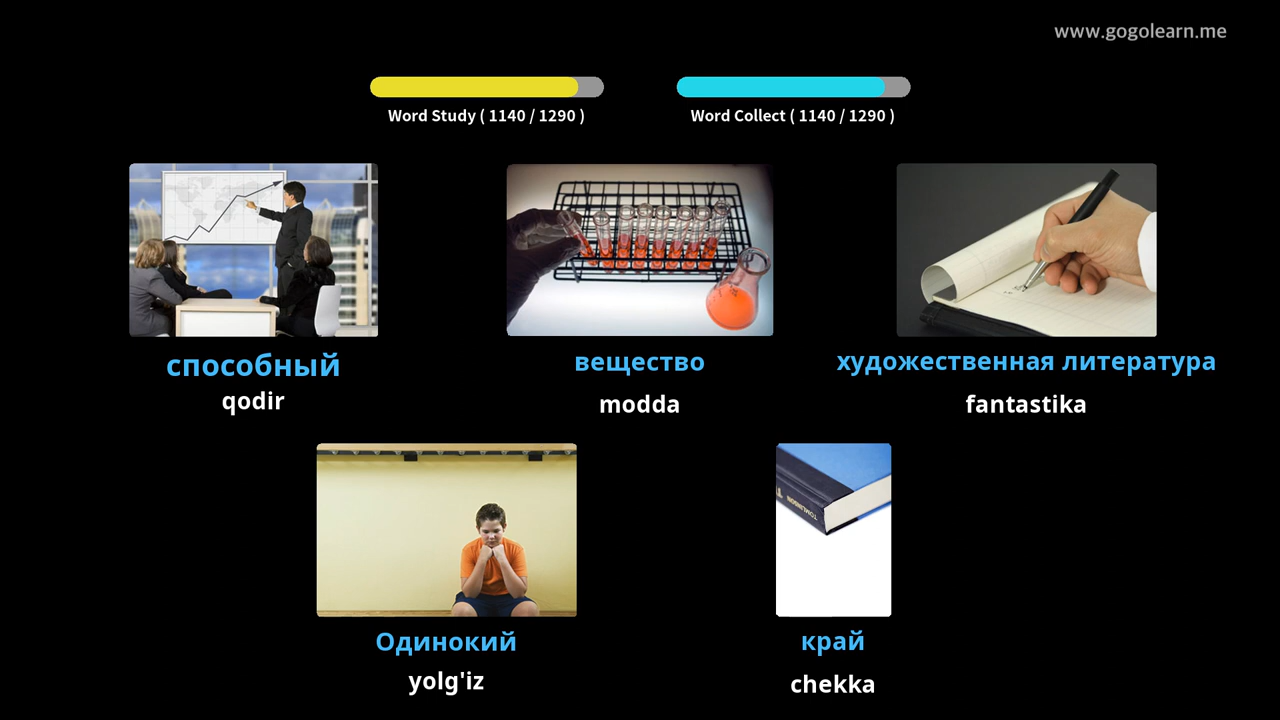 www.gogolearn.me
Word Study ( 1140 / 1290 )
Word Collect ( 1140 / 1290 )
способный
qodir
вещество
modda
художественная литература
fantastika
TOMLINSON
Одинокий
yolg'iz
край
chekka